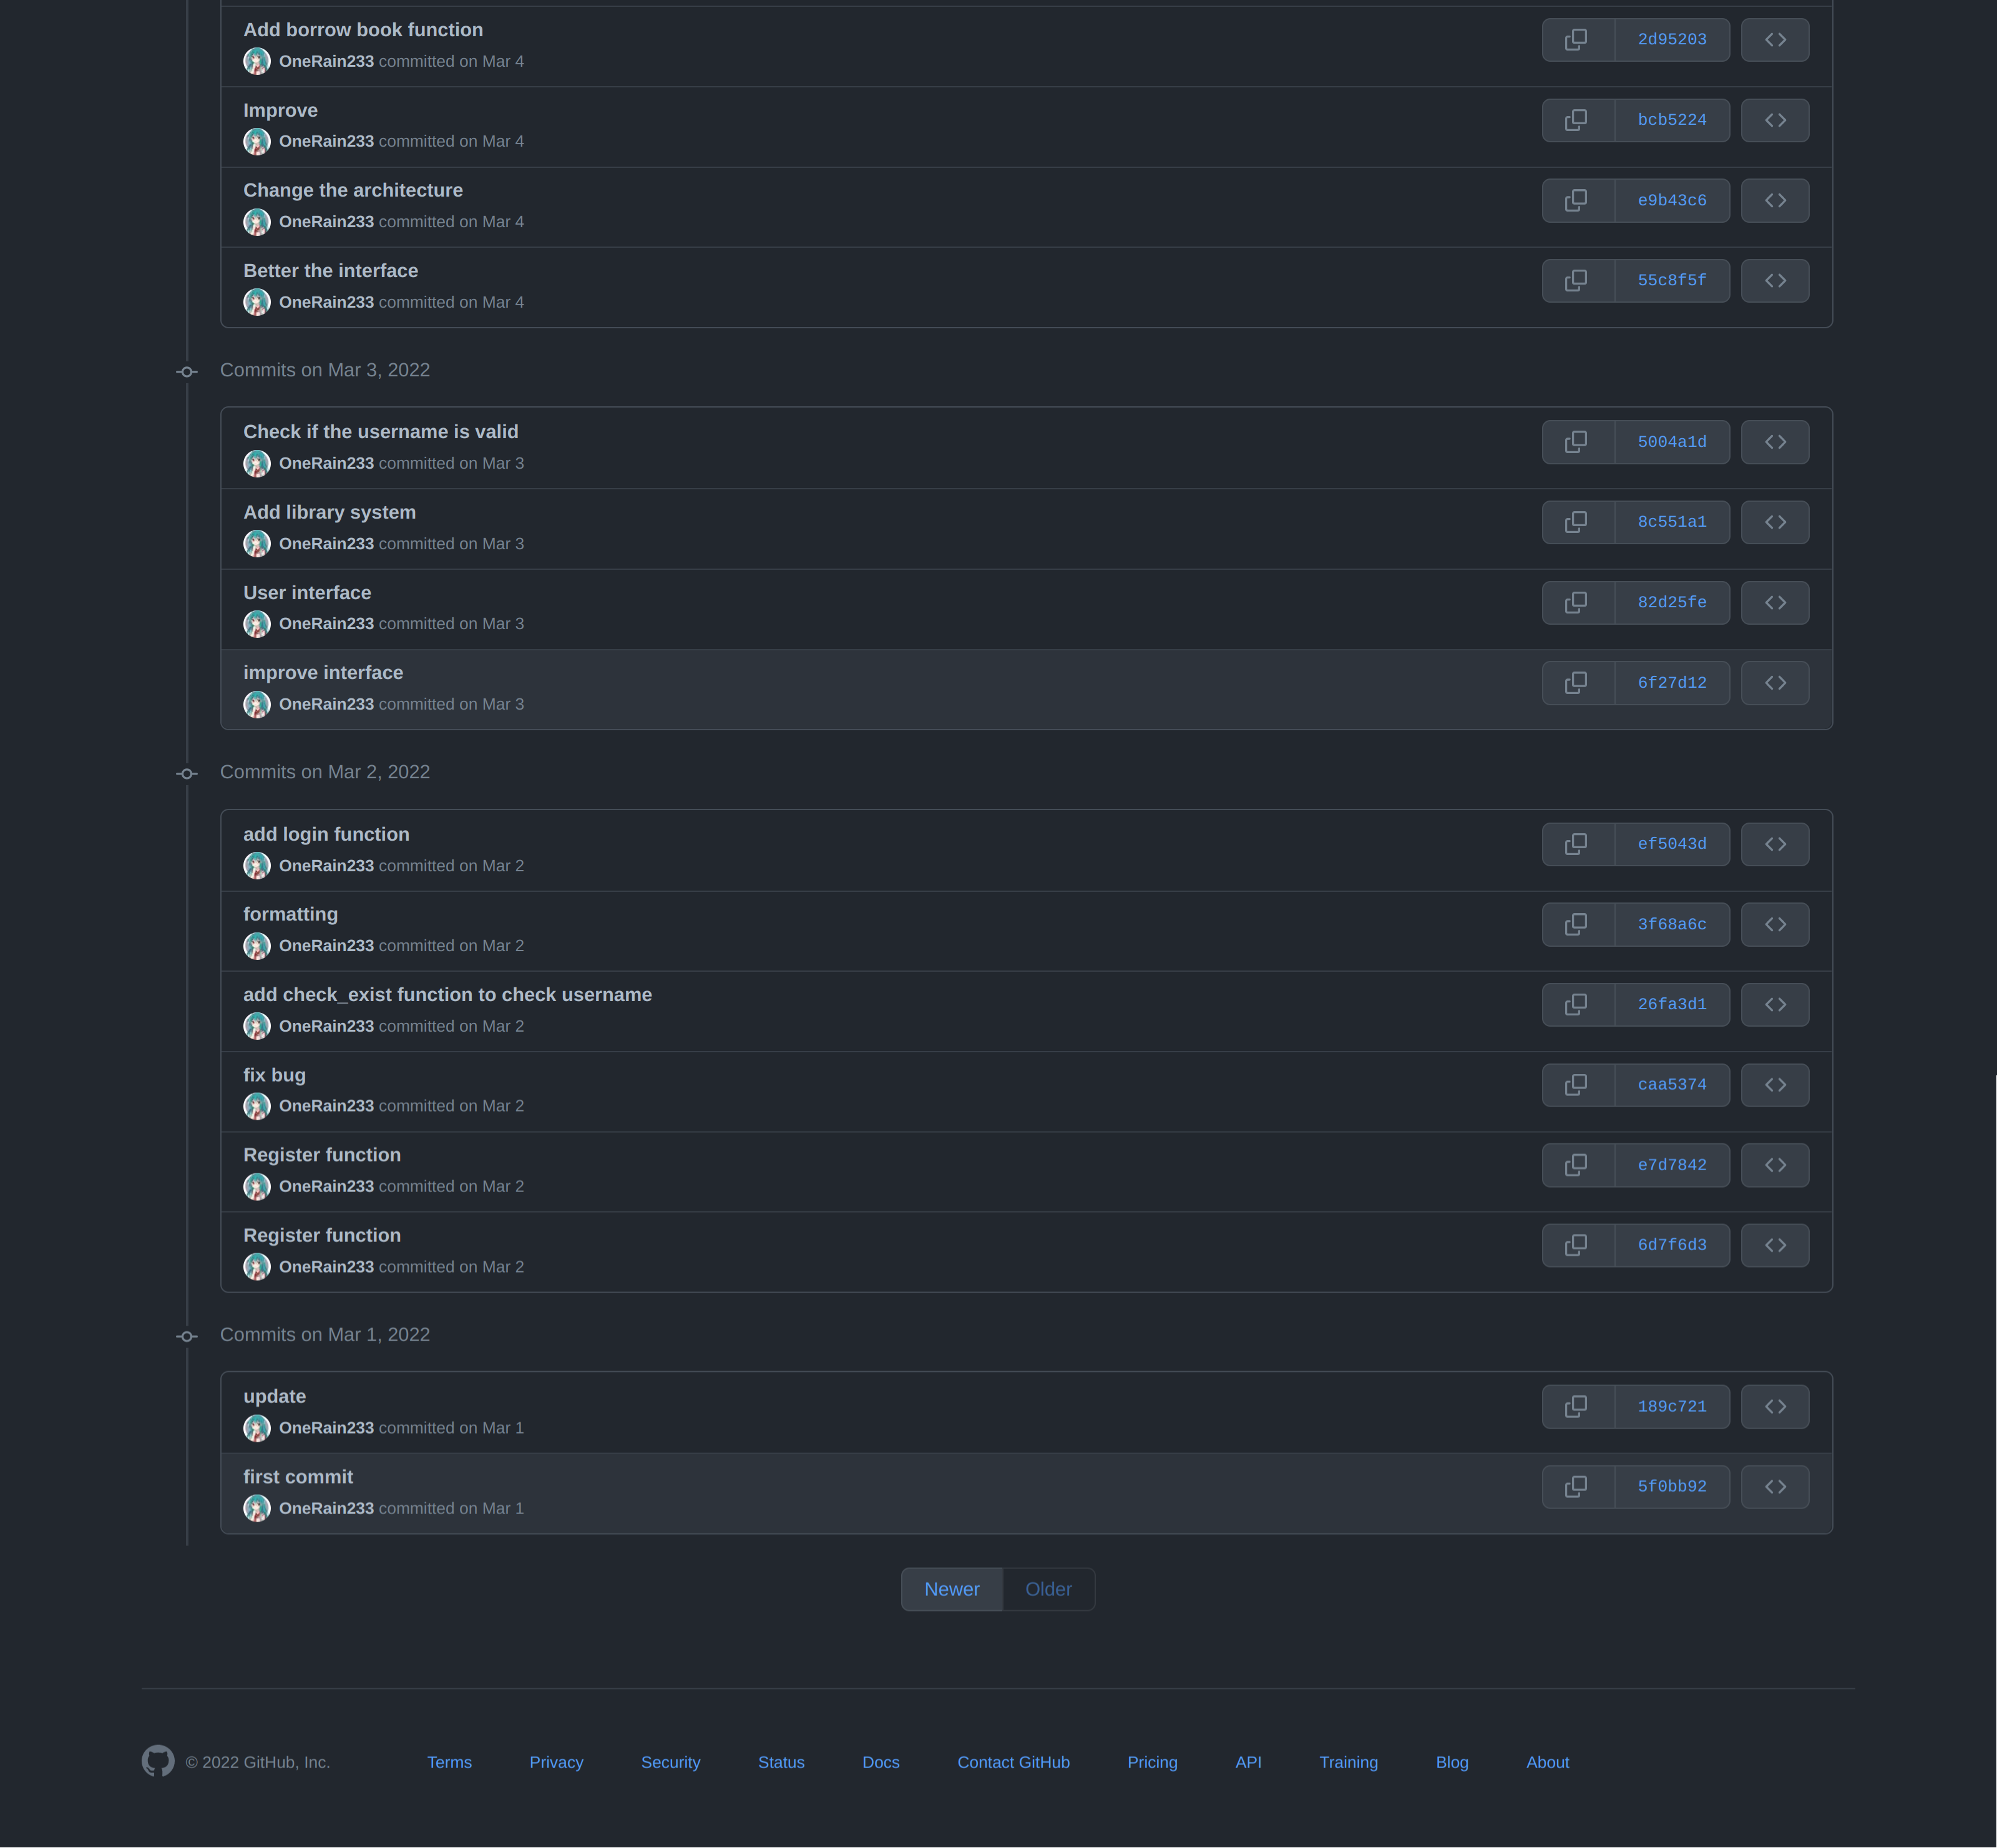 Add borrow book function
2d95203
OneRain233 committed on Mar 4
Improve
bcb5224
OneRain233 committed on Mar 4
Change the architecture
e9b43c6
OneRain233 committed on Mar 4
Better the interface
55c8f5f
OneRain233 committed on Mar 4
Commits on Mar 3, 2022
Check if the username is valid
5004a1d
OneRain233 committed on Mar 3
Add library system
8c551a1
OneRain233 committed on Mar 3
User interface
82d25fe
OneRain233 committed on Mar 3
improve interface
6f27d12
OneRain233 committed on Mar 3
Commits on Mar 2, 2022
add login function
ef5043d
OneRain233 committed on Mar 2
formatting
3f68a6c
OneRain233 committed on Mar 2
add check_exist function to check username
26fa3d1
OneRain233 committed on Mar 2
fix bug
caa5374
OneRain233 committed on Mar 2
Register function
e7d7842
OneRain233 committed on Mar 2
Register function
6d7f6d3
OneRain233 committed on Mar 2
Commits on Mar 1, 2022
update
189c721
OneRain233 committed on Mar 1
first commit
5f0bb92
OneRain233 committed on Mar 1
Newer Older
© 2022 GitHub, Inc. Terms Privacy Security Status Docs Contact GitHub Pricing API Training Blog About